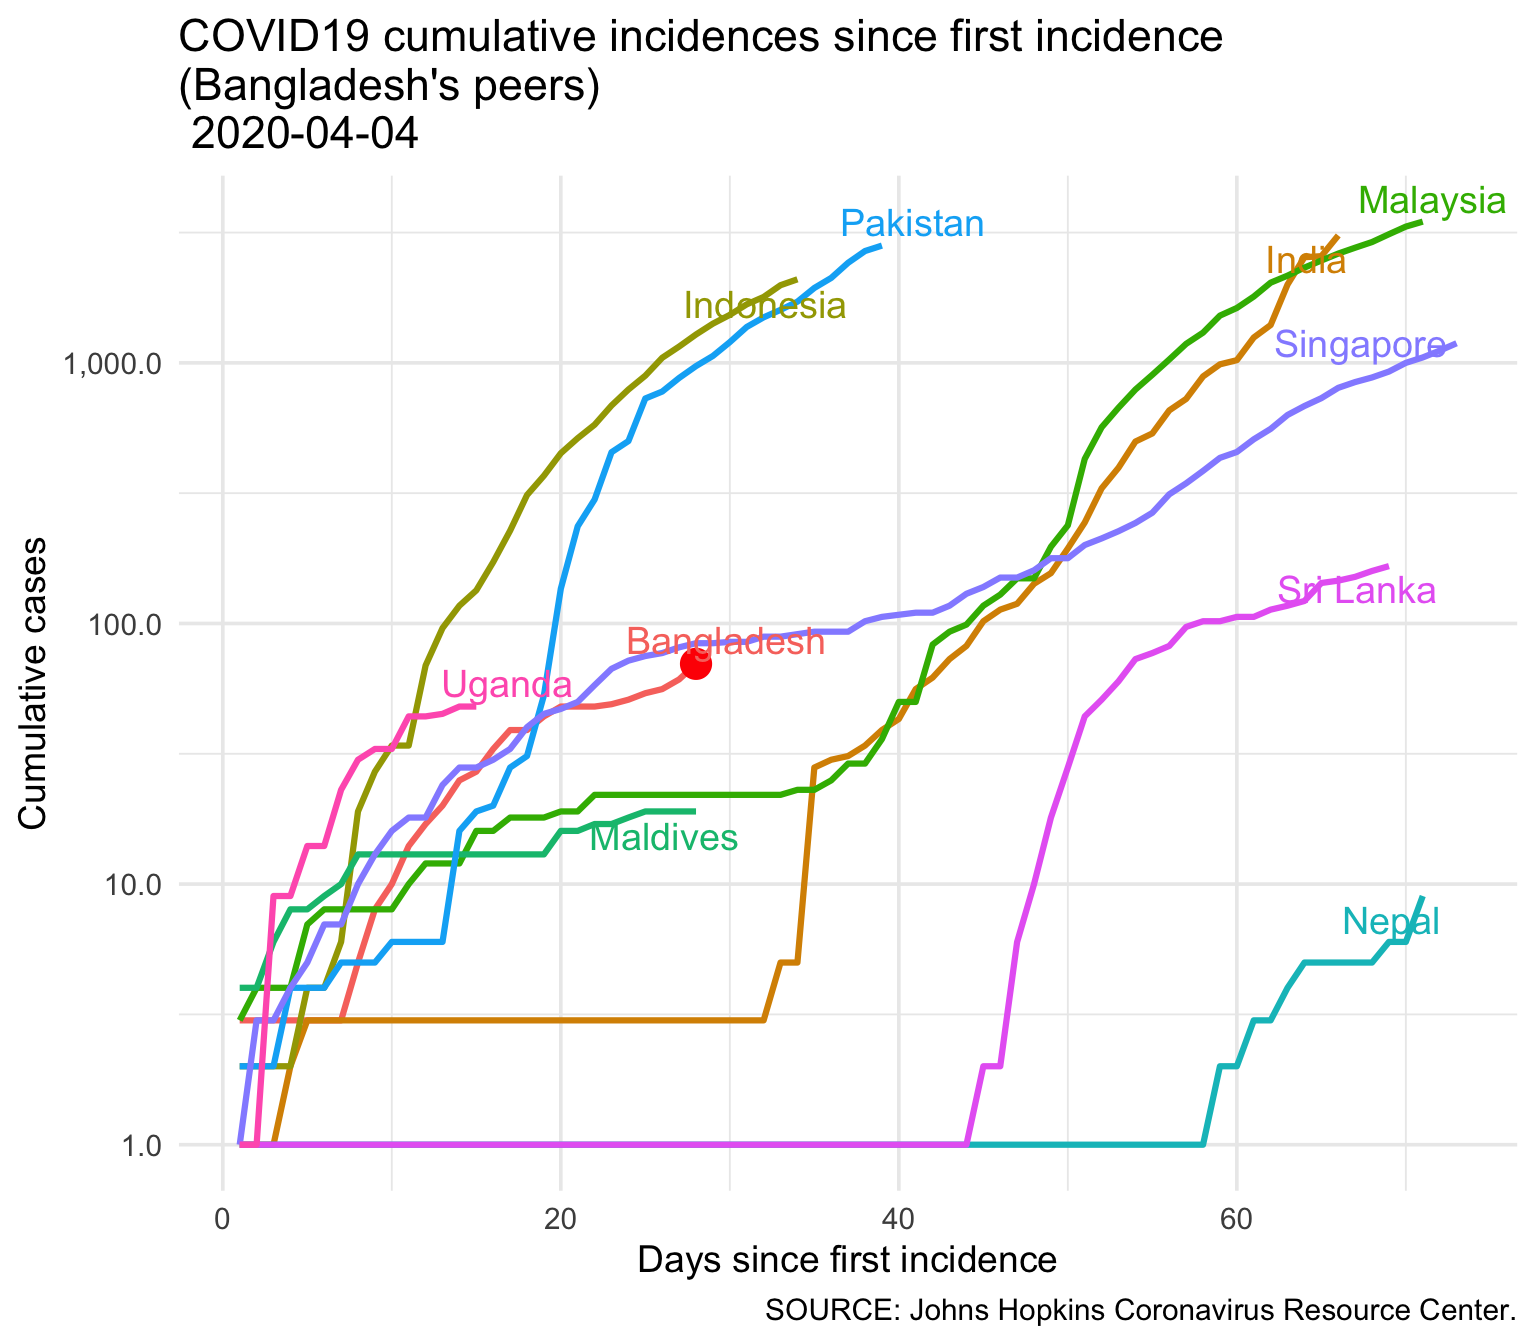 COVID19 cumulative incidences since first incidence
(Bangladesh's peers)
2020-04-04
Malaysia
Pakistan
India
Indonesia
Singapore
1,000.0
Sri Lanka
100.0
Bangladesh
Uganda
Maldives
10.0
Nepal
1.0
Cumulative cases
0 20 40 60
Days since first incidence
SOURCE: Johns Hopkins Coronavirus Resource Center.